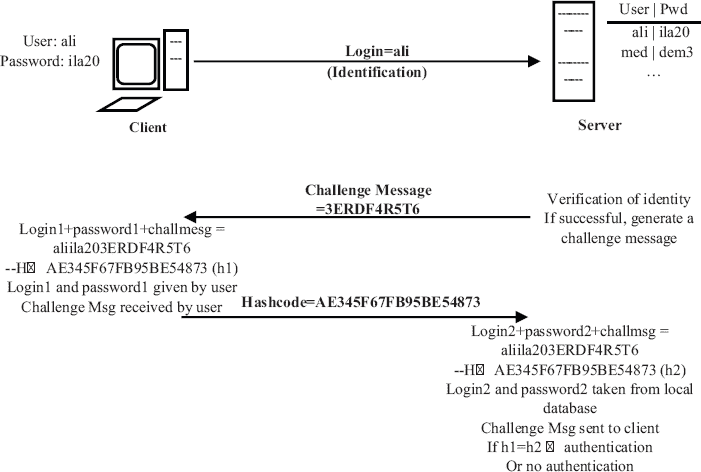 User: ali
Password: ila20
Client
Login=ali
(Identification)
User | Pwd
ali | ila20
med | dem3
…
Server
Challenge Message
=3ERDF4R5T6
Verification of identity
If successful, generate a
challenge message
Login1+password1+challmesg =
aliila203ERDF4R5T6
--H AE345F67FB95BE54873 (h1)
Login1 and password1 given by user
Challenge Msg received by user
Hashcode=AE345F67FB95BE54873
Login2+password2+challmsg =
aliila203ERDF4R5T6
--H AE345F67FB95BE54873 (h2)
Login2 and password2 taken from local
database
Challenge Msg sent to client
If h1=h2 authentication
Or no authentication